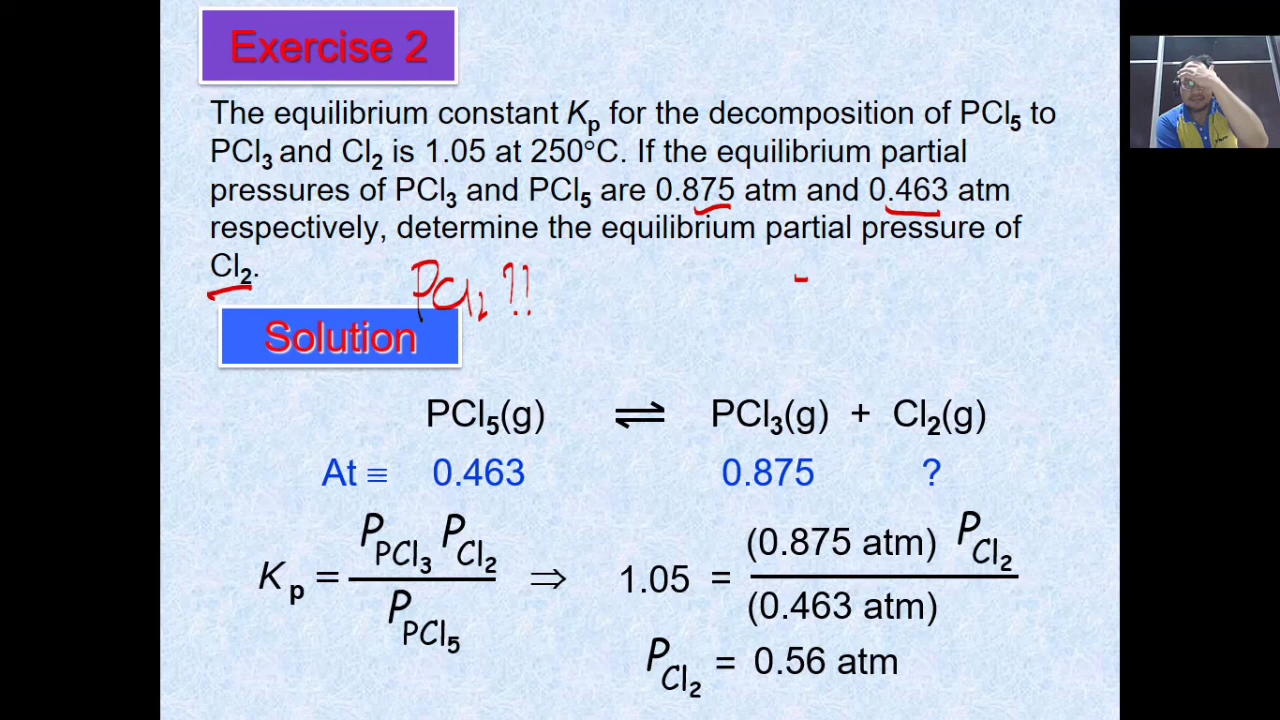 Exercise 2
The equilibrium constant Kp for the decomposition of PCl5 to
PCl3 and Cl2 is 1.05 at 250°C. If the equilibrium partial
pressures of PCl3 and PCl5 are 0.875 atm and 0.463 atm
respectively, determine the equilibrium partial pressure of
Cl2.
PCl2 ??
Solution
PCl5(g) ⇌ PCl3(g) + Cl2(g)
At ≡ 0.463 0.875 ?
PPCl3 PCl2 (0.875 atm) PCl2
Kp = ⇒ 1.05 =
PPCl5 (0.463 atm)
PCl2 = 0.56 atm